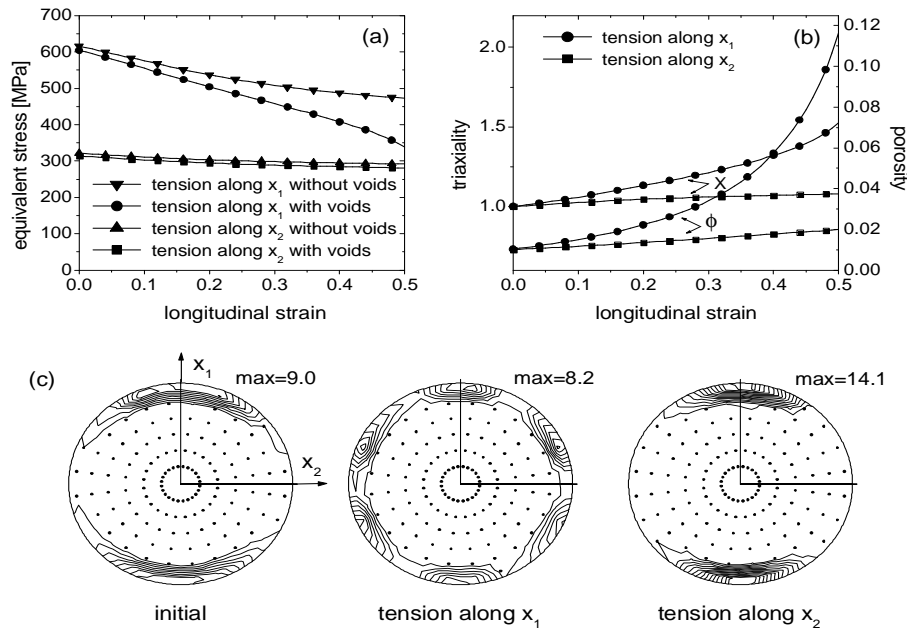 (a)
equivalent stress [MPa]
700
600
500
400
300
200
100
0
tension along x₁ without voids
tension along x₁ with voids
tension along x₂ without voids
tension along x₂ with voids
0.0 0.1 0.2 0.3 0.4 0.5
longitudinal strain
(b)
triaxiality
2.0
1.5
1.0
tension along x₁
tension along x₂
X
ϕ
0.12
0.10
0.08
0.06
0.04
0.02
0.00
porosity
0.0 0.1 0.2 0.3 0.4 0.5
longitudinal strain
(c)
x₁
max=9.0
x₂
initial
max=8.2
tension along x₁
max=14.1
tension along x₂